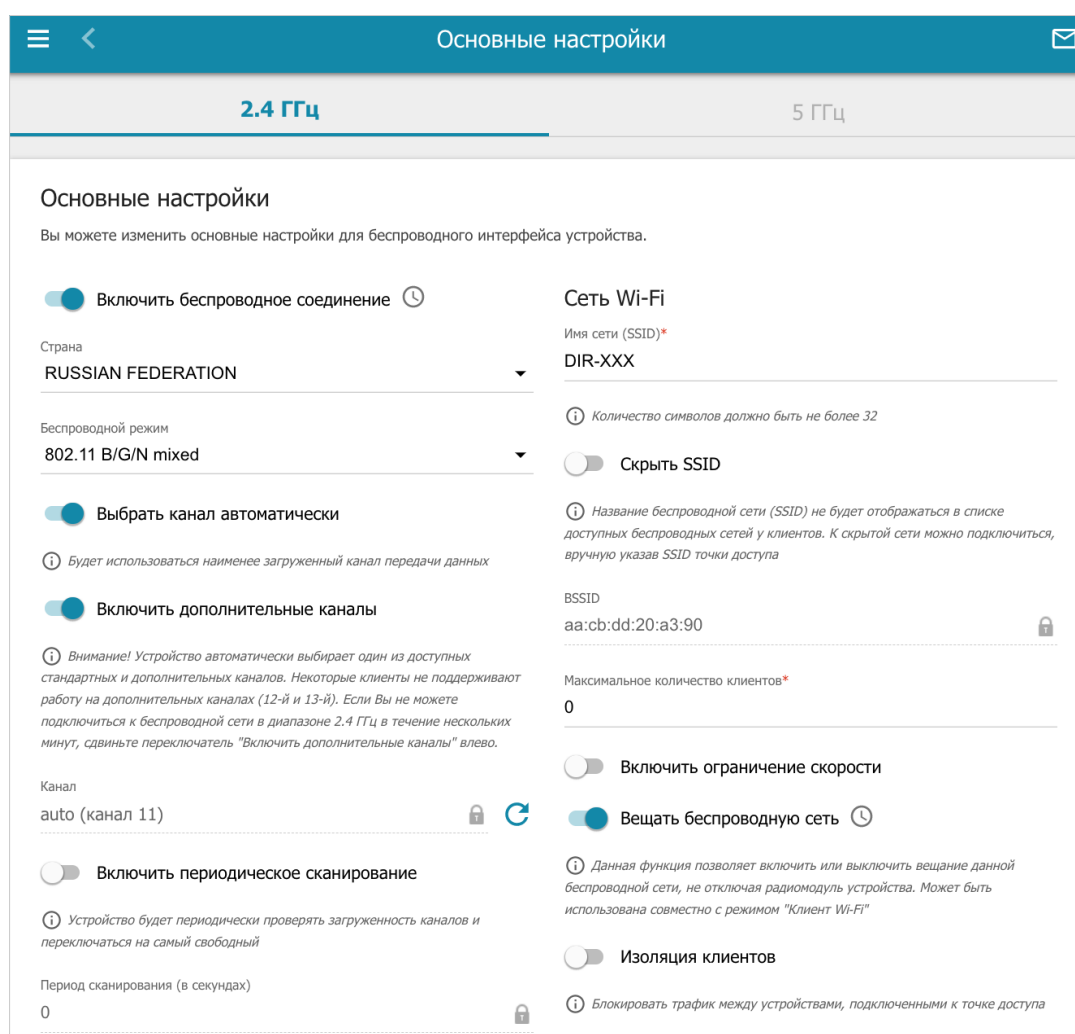 Основные настройки
2.4 ГГц
5 ГГц
Основные настройки
Вы можете изменить основные настройки для беспроводного интерфейса устройства.
Включить беспроводное соединение
Страна
RUSSIAN FEDERATION
Беспроводной режим
802.11 B/G/N mixed
Выбрать канал автоматически
Будет использоваться наименее загруженный канал передачи данных
Включить дополнительные каналы
Внимание! Устройство автоматически выбирает один из доступных
стандартных и дополнительных каналов. Некоторые клиенты не поддерживают
работу на дополнительных каналах (12-й и 13-й). Если Вы не можете
подключиться к беспроводной сети в диапазоне 2.4 ГГц в течение нескольких
минут, сдвиньте переключатель "Включить дополнительные каналы" влево.
Канал
auto (канал 11)
Включить периодическое сканирование
Устройство будет периодически проверять загруженность каналов и
переключаться на самый свободный
Период сканирования (в секундах)
0
Сеть Wi-Fi
Имя сети (SSID)*
DIR-XXX
Количество символов должно быть не более 32
Скрыть SSID
Название беспроводной сети (SSID) не будет отображаться в списке
доступных беспроводных сетей у клиентов. К скрытой сети можно подключиться,
вручную указав SSID точки доступа
BSSID
aa:cb:dd:20:a3:90
Максимальное количество клиентов*
0
Включить ограничение скорости
Вещать беспроводную сеть
Данная функция позволяет включить или выключить вещание данной
беспроводной сети, не отключая радиомодуль устройства. Может быть
использована совместно с режимом "Клиент Wi-Fi"
Изоляция клиентов
Блокировать трафик между устройствами, подключенными к точке доступа